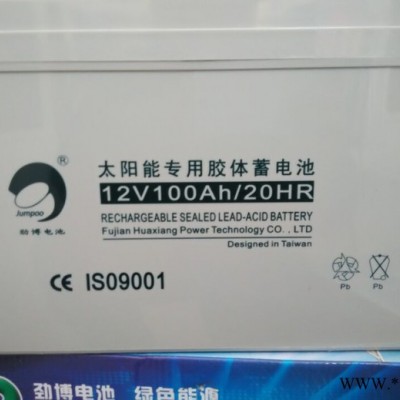 太阳能专用胶体蓄电池
12V100Ah/20HR
RECHARGEABLE SEALED LEAD-ACID BATTERY
Fujian Huaxiang Power Technology CO. , LTD.
Designed in Taiwan
®
Jumpoo
劲博电池
CE IS09001
Pb
Pb
劲博电池 绿色能源
www.*